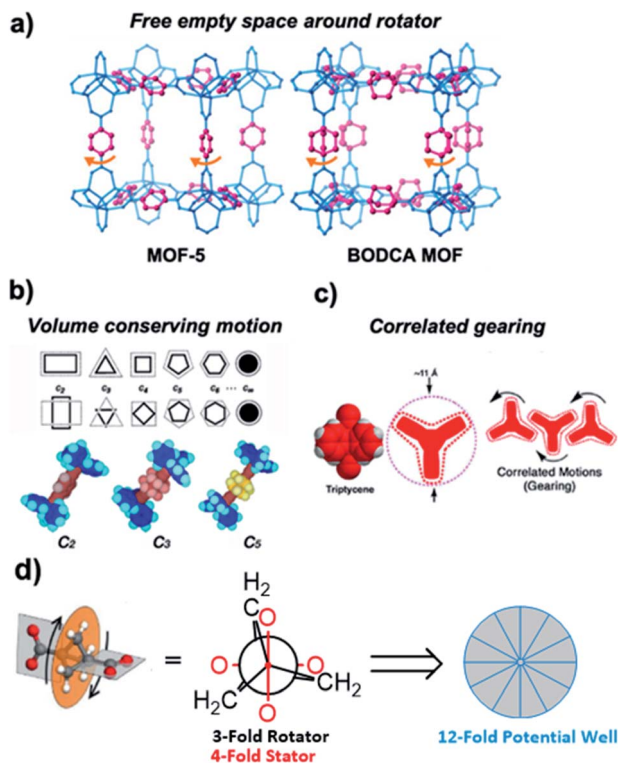 a)
Free empty space around rotator
MOF-5
BODCA MOF
b)
Volume conserving motion
C2 C3 C4 C5 C6 ··· C∞
C2
C3
C5
c)
Correlated gearing
~11 Å
Triptycene
Correlated Motions
(Gearing)
d)
=
H2
C
O
O
O
H2C
CH2
O
3-Fold Rotator
4-Fold Stator
12-Fold Potential Well